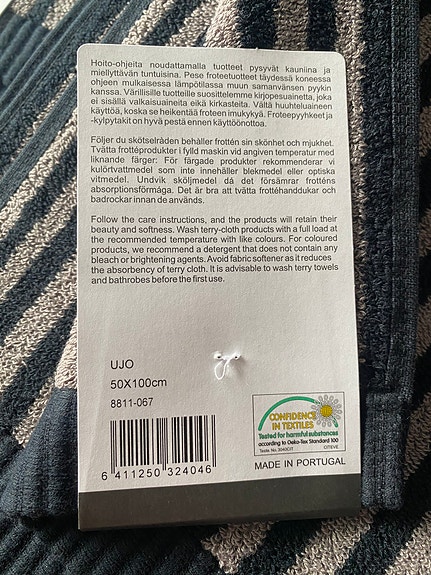 Hoito-ohjeita noudattamalla tuotteet pysyvät kauniina ja
miellyttävän tuntuisina. Pese froteetuotteet täydessä koneessa
ohjeen mukaisessa lämpötilassa muun samanvänsen pyykin
kanssa. Värillisille tuotteille suosittelemme kirjopesuainetta, joka
ei sisällä valkaisuaineita eikä kirkasteita. Vältä huuhteluaineen
käyttöä, koska se heikentää froteen imukykyä. Froteepyyhkeet ja
-kylpytakit on hyvä pestä ennen käyttöönottoa.
Följer du skötselråden behåller frottén sin skönhet och mjukhet.
Tvätta frottéprodukter i fylld maskin vid angiven temperatur med
liknande färger: För färgade produkter rekommenderar vi
kulörtvättmedel som inte innehåller blekmedel eller optiska
vitmedel. Undvik sköljmedel då det försämrar frotténs
absorptionsförmåga. Det är bra att tvätta frottéhanddukar och
badrockar innan de används.
Follow the care instructions, and the products will retain their
beauty and softness. Wash terry-cloth products with a full load at
the recommended temperature with like colours. For coloured
products, we recommend a detergent that does not contain any
bleach or brightening agents. Avoid fabric softener as it reduces
the absorbency of terry cloth. It is advisable to wash terry towels
and bathrobes before the first use.
UJO
50X100cm
8811-067
6 411250 324046
CONFIDENCE
IN TEXTILES
Tested for harmful substances
according to Oeko-Tex Standard 100
Teste. No. 2040CIT CITEVE
MADE IN PORTUGAL